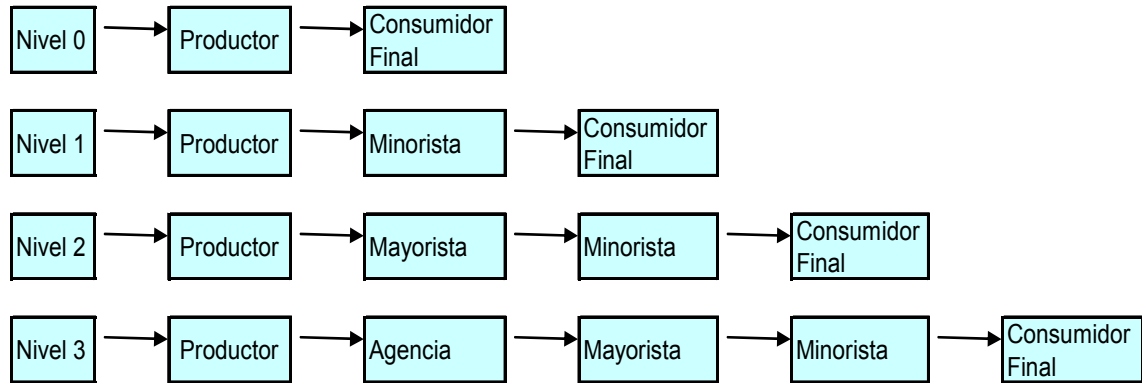 Nivel 0
Productor
Consumidor
Final
Nivel 1
Productor
Minorista
Consumidor
Final
Nivel 2
Productor
Mayorista
Minorista
Consumidor
Final
Nivel 3
Productor
Agencia
Mayorista
Minorista
Consumidor
Final